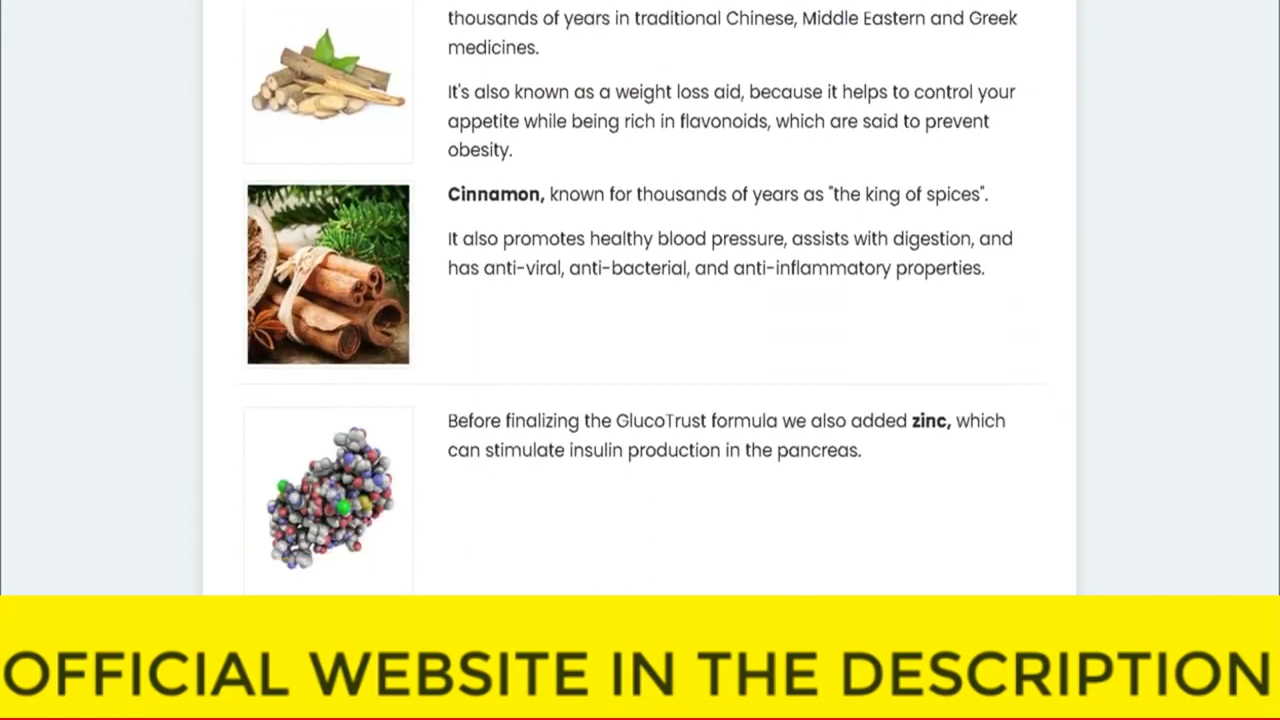 thousands of years in traditional Chinese, Middle Eastern and Greek
medicines.
It's also known as a weight loss aid, because it helps to control your
appetite while being rich in flavonoids, which are said to prevent
obesity.
Cinnamon, known for thousands of years as "the king of spices".
It also promotes healthy blood pressure, assists with digestion, and
has anti-viral, anti-bacterial, and anti-inflammatory properties.
Before finalizing the GlucoTrust formula we also added zinc, which
can stimulate insulin production in the pancreas.
OFFICIAL WEBSITE IN THE DESCRIPTION